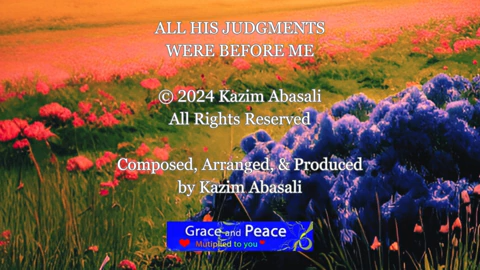 ALL HIS JUDGMENTS
WERE BEFORE ME
© 2024 Kazim Abasali
All Rights Reserved
Composed, Arranged, & Produced
by Kazim Abasali
Grace and Peace
Mutiplied to you